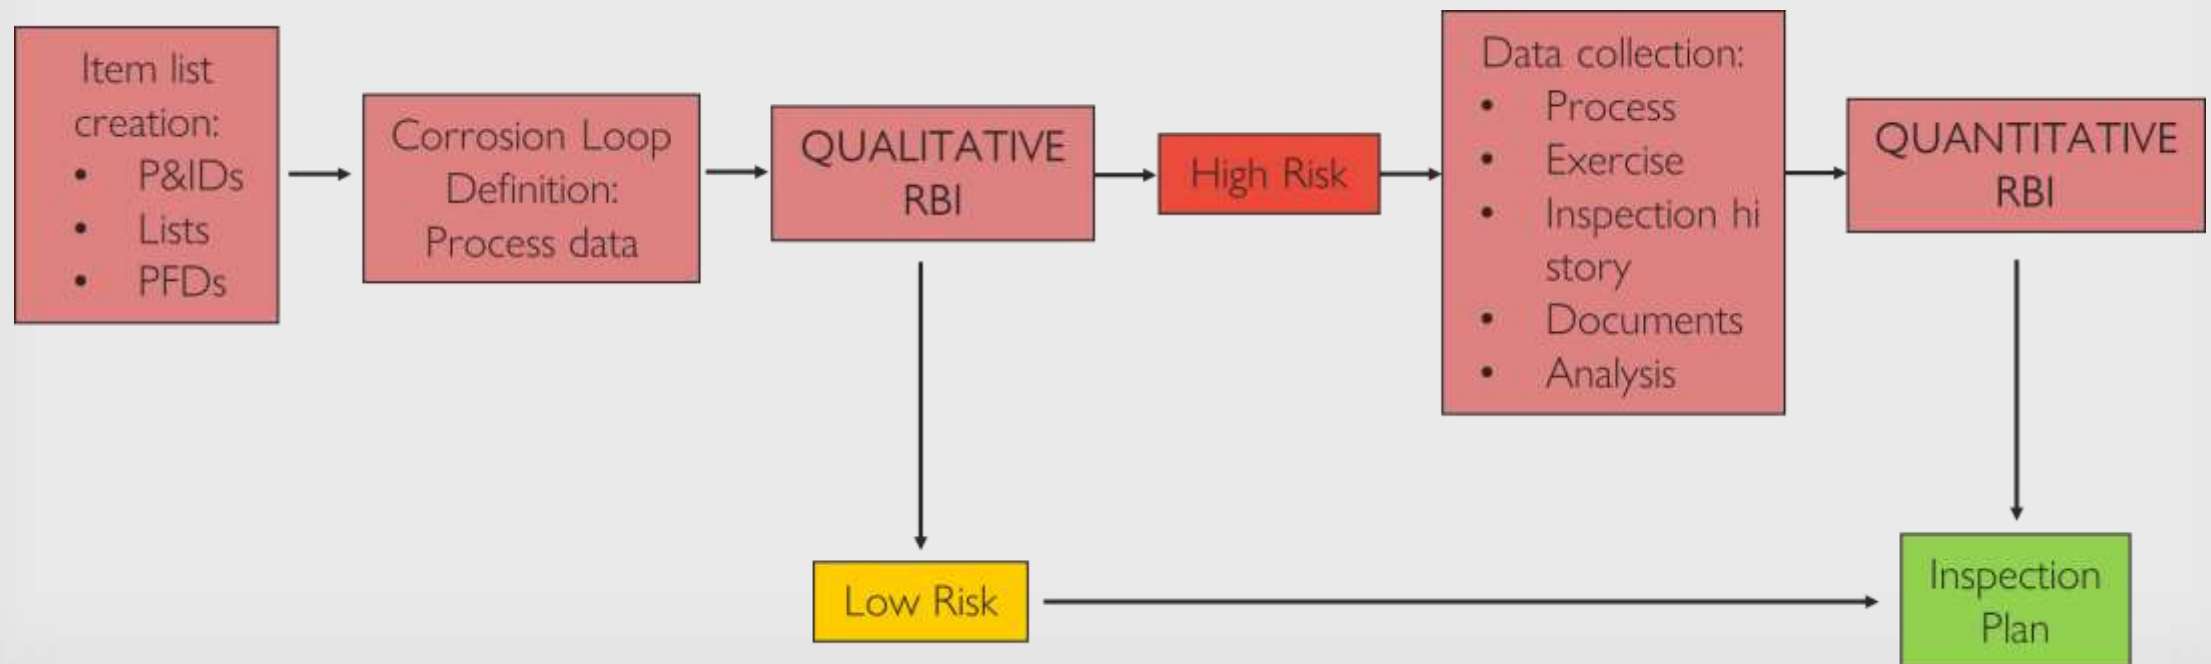 Item list
creation:
• P&IDs
• Lists
• PFDs
Corrosion Loop
Definition:
Process data
QUALITATIVE
RBI
High Risk
Data collection:
• Process
• Exercise
• Inspection hi
story
• Documents
• Analysis
QUANTITATIVE
RBI
Low Risk
Inspection
Plan